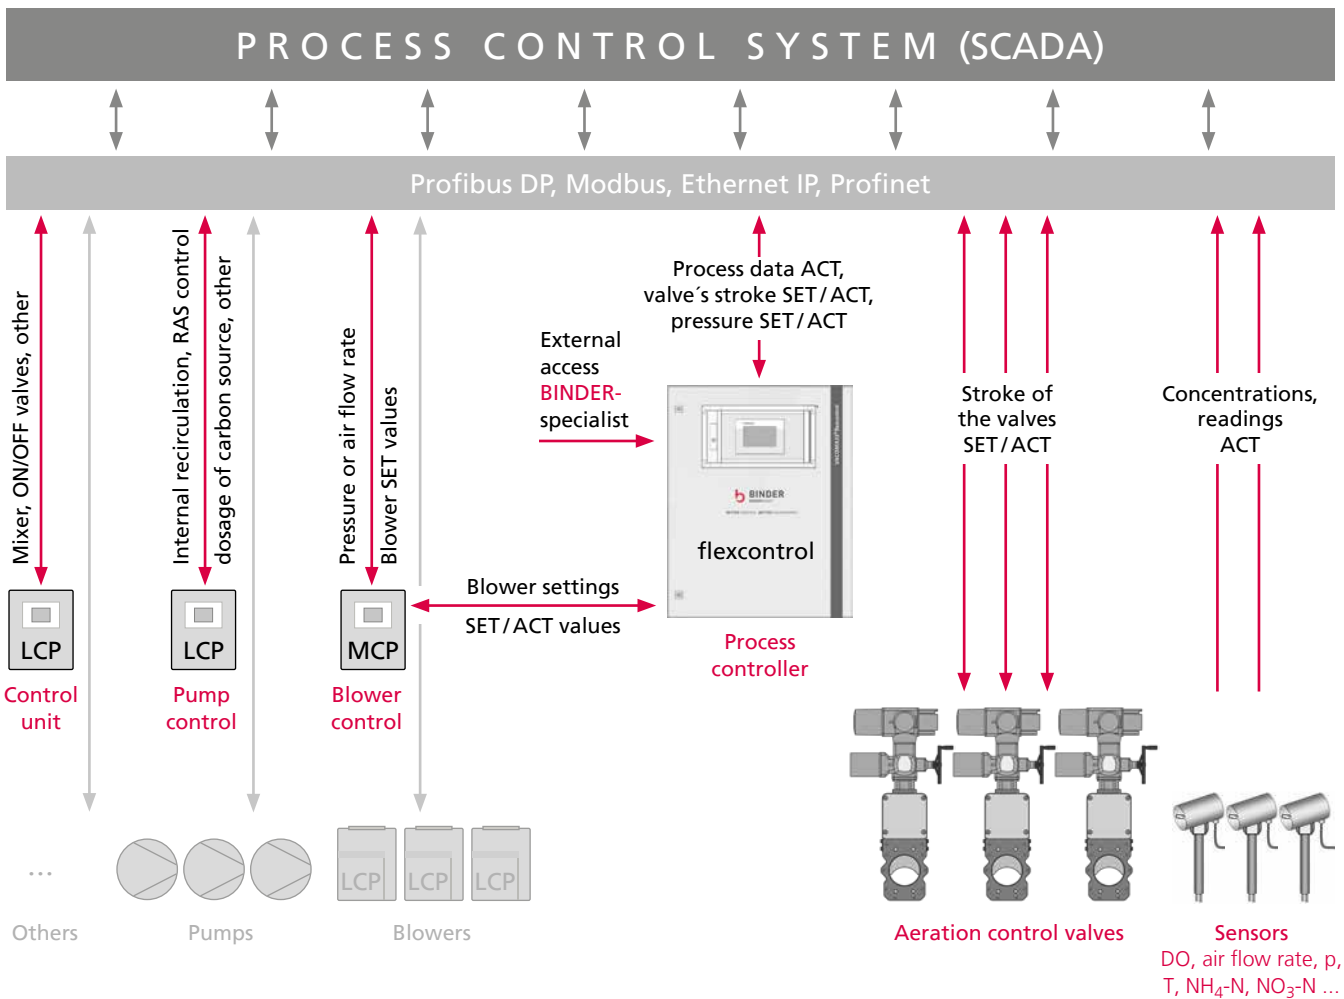 PROCESS CONTROL SYSTEM (SCADA)
Profibus DP, Modbus, Ethernet IP, Profinet
Mixer, ON/OFF valves, other
Internal recirculation, RAS control
dosage of carbon source, other
Pressure or air flow rate
Blower SET values
External
access
BINDER-
specialist
Process data ACT,
valve´s stroke SET/ACT,
pressure SET/ACT
Stroke of
the valves
SET/ACT
Concentrations,
readings
ACT
BINDER
flexcontrol
Blower settings
SET/ACT values
LCP
LCP
MCP
Control
unit
Pump
control
Blower
control
Process
controller
...
LCP
LCP
LCP
Others
Pumps
Blowers
Aeration control valves
Sensors
DO, air flow rate, p,
T, NH₄-N, NO₃-N ...